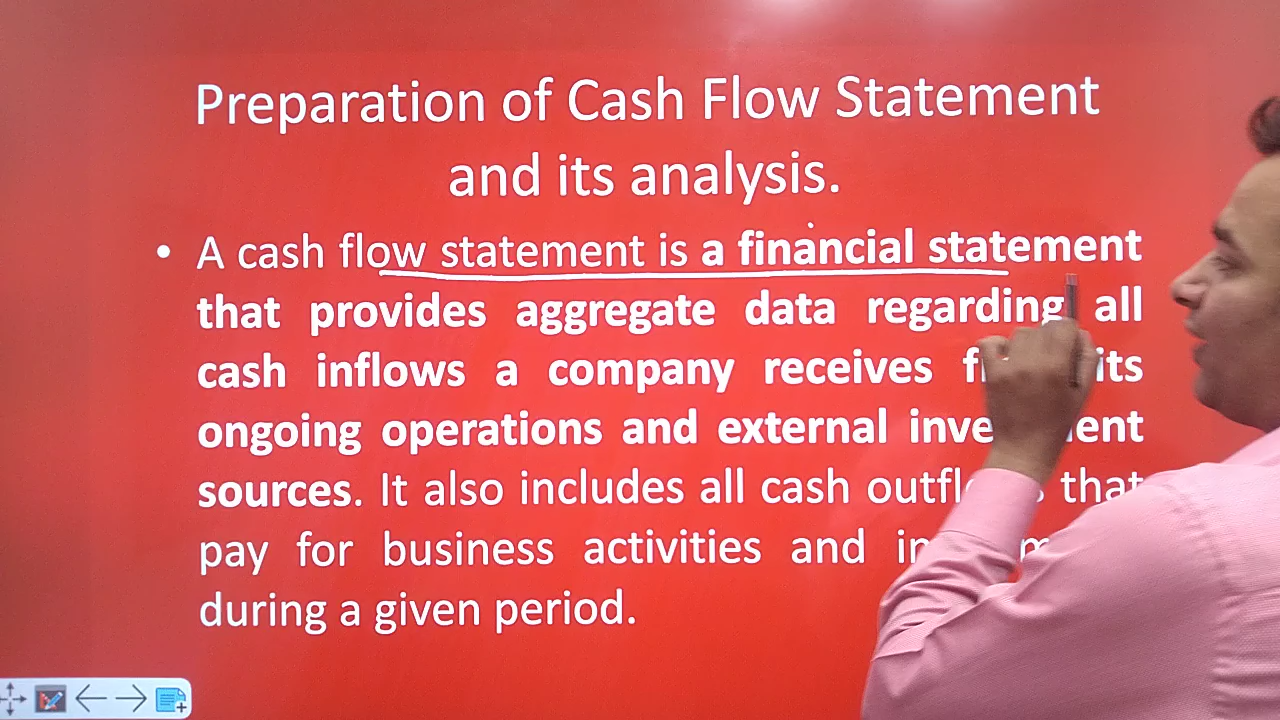 Preparation of Cash Flow Statement
and its analysis.
• A cash flow statement is a financial statement
that provides aggregate data regarding all
cash inflows a company receives its
ongoing operations and external
sources. It also includes all cash that
pay for business activities and
during a given period.